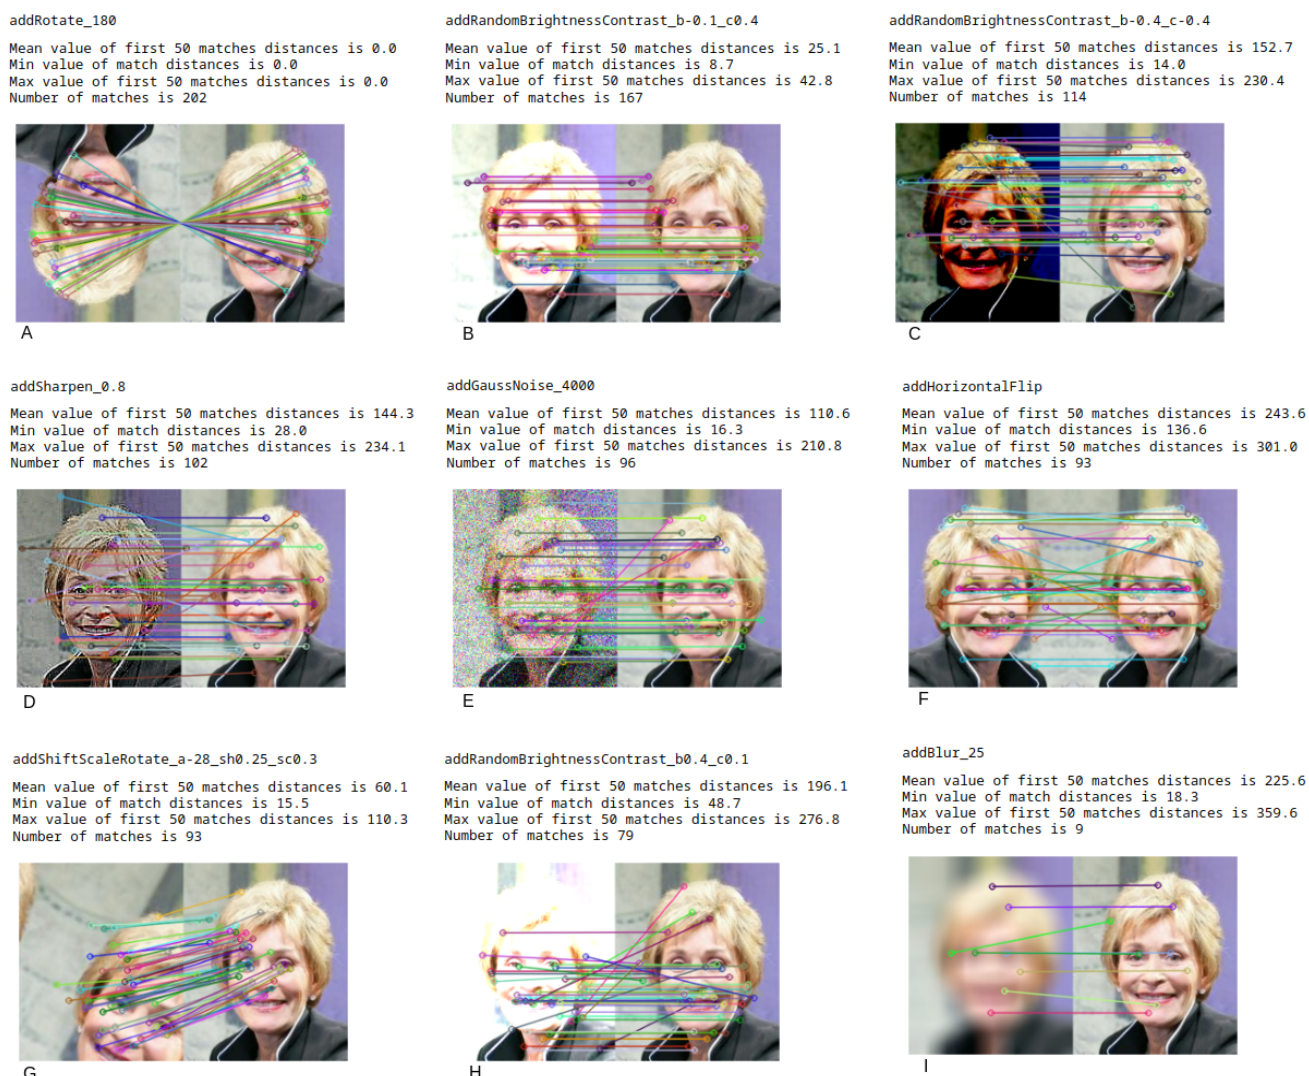 addRotate_180
Mean value of first 50 matches distances is 0.0
Min value of match distances is 0.0
Max value of first 50 matches distances is 0.0
Number of matches is 202
A
addRandomBrightnessContrast_b-0.1_c0.4
Mean value of first 50 matches distances is 25.1
Min value of match distances is 8.7
Max value of first 50 matches distances is 42.8
Number of matches is 167
B
addRandomBrightnessContrast_b-0.4_c-0.4
Mean value of first 50 matches distances is 152.7
Min value of match distances is 14.0
Max value of first 50 matches distances is 230.4
Number of matches is 114
C
addSharpen_0.8
Mean value of first 50 matches distances is 144.3
Min value of match distances is 28.0
Max value of first 50 matches distances is 234.1
Number of matches is 102
D
addGaussNoise_4000
Mean value of first 50 matches distances is 110.6
Min value of match distances is 16.3
Max value of first 50 matches distances is 210.8
Number of matches is 96
E
addHorizontalFlip
Mean value of first 50 matches distances is 243.6
Min value of match distances is 136.6
Max value of first 50 matches distances is 301.0
Number of matches is 93
F
addShiftScaleRotate_a-28_sh0.25_sc0.3
Mean value of first 50 matches distances is 60.1
Min value of match distances is 15.5
Max value of first 50 matches distances is 110.3
Number of matches is 93
G
addRandomBrightnessContrast_b0.4_c0.1
Mean value of first 50 matches distances is 196.1
Min value of match distances is 48.7
Max value of first 50 matches distances is 276.8
Number of matches is 79
H
addBlur_25
Mean value of first 50 matches distances is 225.6
Min value of match distances is 18.3
Max value of first 50 matches distances is 359.6
Number of matches is 9
I